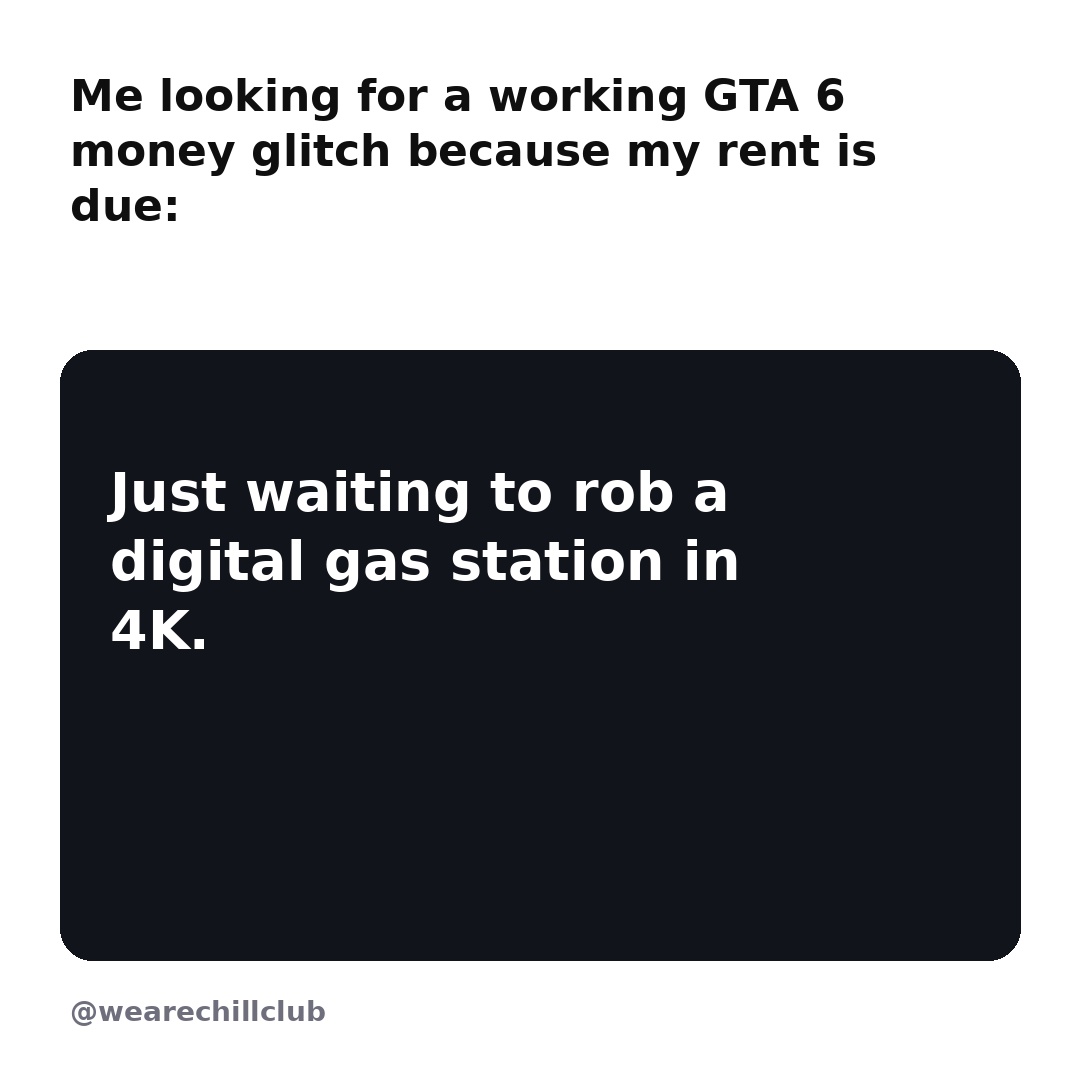 Me looking for a working GTA 6
money glitch because my rent is
due:
Just waiting to rob a
digital gas station in
4K.
@wearechillclub